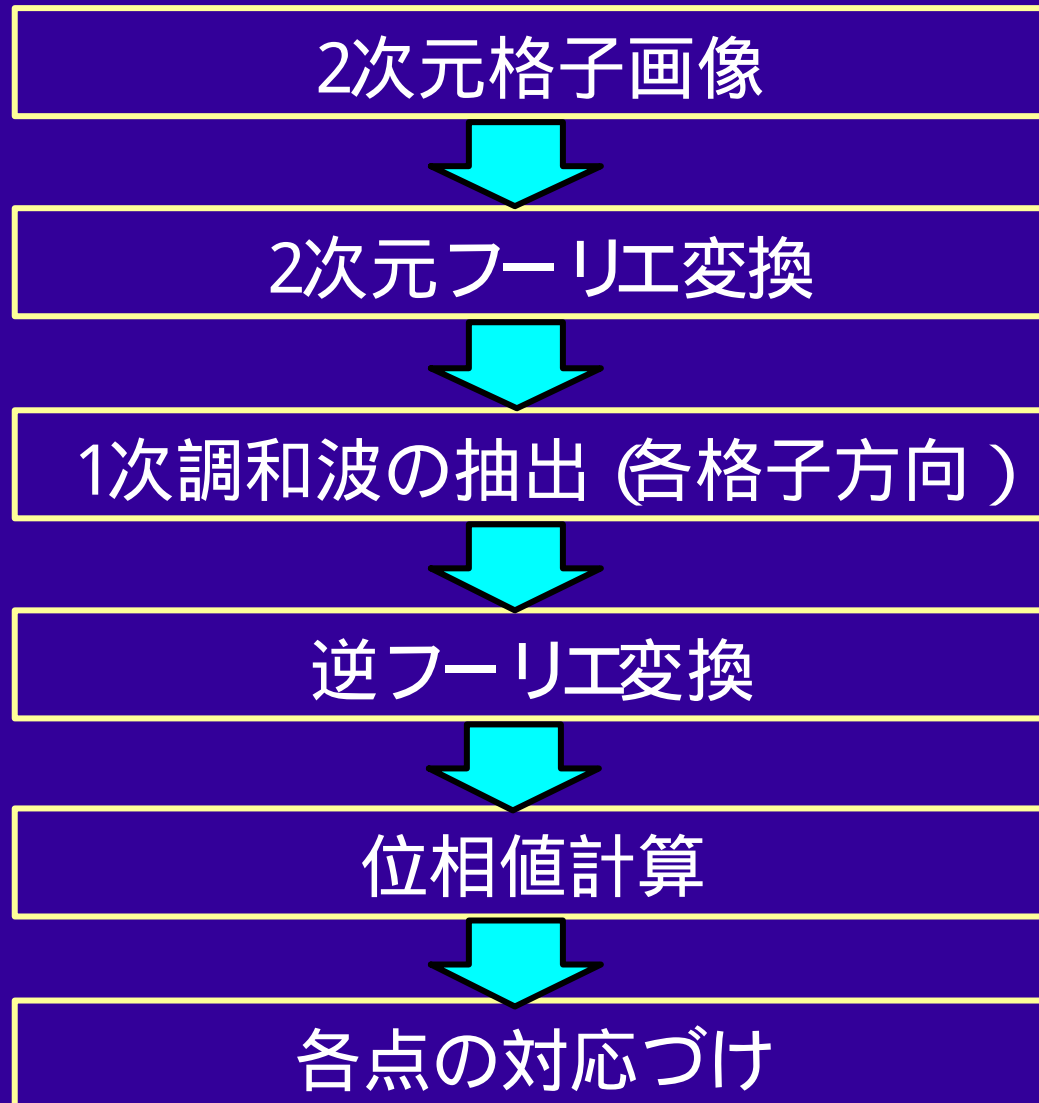 2次元格子画像
2次元フーリエ変換
1次調和波の抽出(各格子方向)
逆フーリエ変換
位相値計算
各点の対応づけ